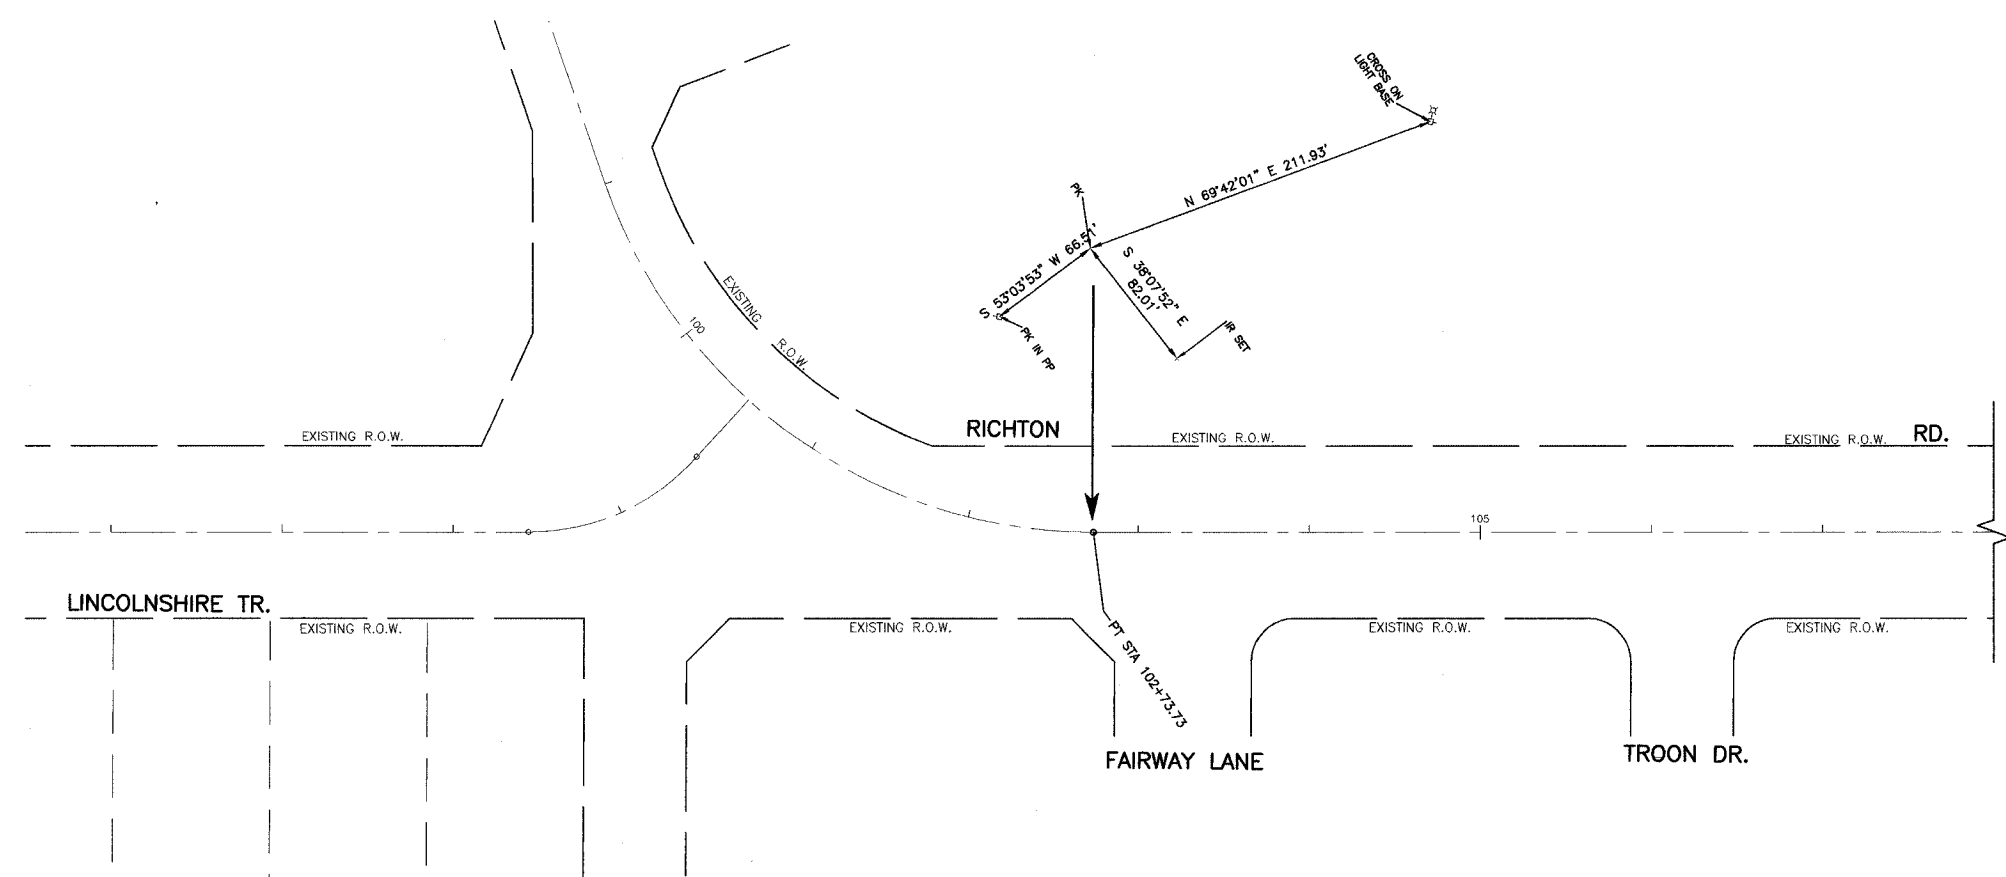 CROSS ON
LIGHT BASE
N 69°42'01" E 211.93'
PK
S 53°03'53" W 66.51'
S 38°07'52" E
82.01'
PK IN PP
IR SET
EXISTING
R.O.W.
100
RICHTON
RD.
EXISTING R.O.W.
EXISTING R.O.W.
EXISTING R.O.W.
105
LINCOLNSHIRE TR.
EXISTING R.O.W.
EXISTING R.O.W.
EXISTING R.O.W.
EXISTING R.O.W.
PT STA 102+73.73
FAIRWAY LANE
TROON DR.